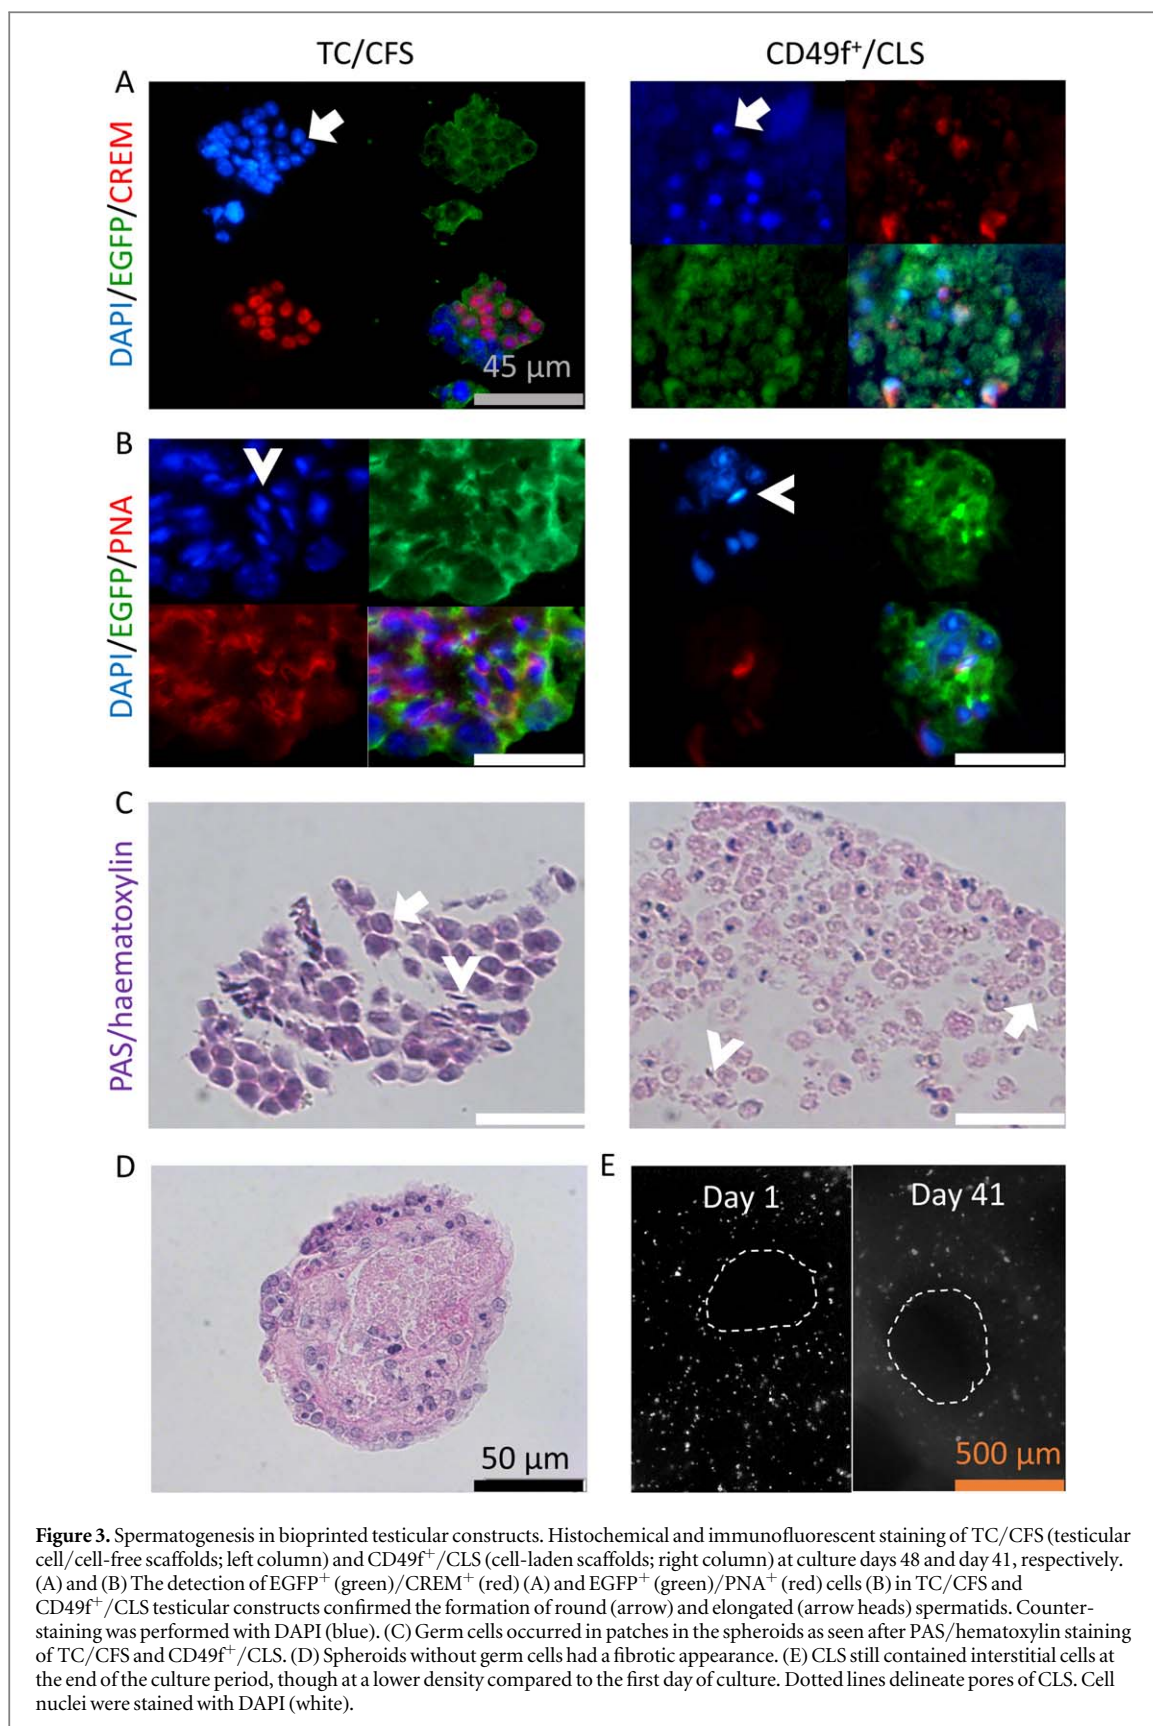 TC/CFS
CD49f⁺/CLS
A
DAPI/EGFP/CREM
45 µm
B
DAPI/EGFP/PNA
C
PAS/haematoxylin
D
50 µm
E
Day 1
Day 41
500 µm
Figure 3. Spermatogenesis in bioprinted testicular constructs. Histochemical and immunofluorescent staining of TC/CFS (testicular
cell/cell-free scaffolds; left column) and CD49f⁺/CLS (cell-laden scaffolds; right column) at culture days 48 and day 41, respectively.
(A) and (B) The detection of EGFP⁺ (green)/CREM⁺ (red) (A) and EGFP⁺ (green)/PNA⁺ (red) cells (B) in TC/CFS and
CD49f⁺/CLS testicular constructs confirmed the formation of round (arrow) and elongated (arrow heads) spermatids. Counter-
staining was performed with DAPI (blue). (C) Germ cells occurred in patches in the spheroids as seen after PAS/hematoxylin staining
of TC/CFS and CD49f⁺/CLS. (D) Spheroids without germ cells had a fibrotic appearance. (E) CLS still contained interstitial cells at
the end of the culture period, though at a lower density compared to the first day of culture. Dotted lines delineate pores of CLS. Cell
nuclei were stained with DAPI (white).